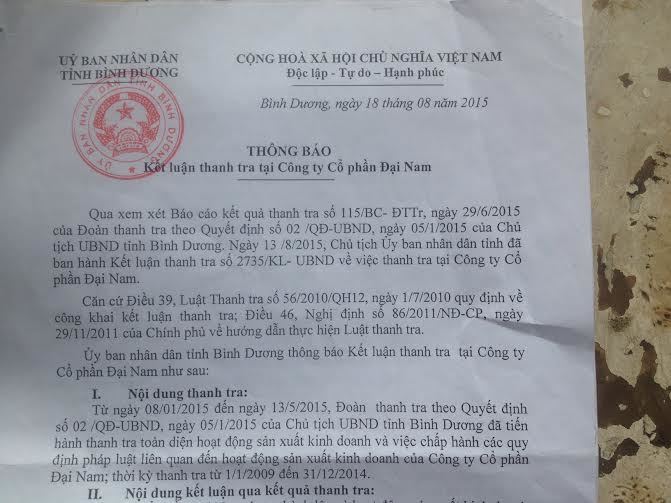 UỶ BAN NHÂN DÂN
TỈNH BÌNH DƯƠNG
CỘNG HOÀ XÃ HỘI CHỦ NGHĨA VIỆT NAM
Độc lập - Tự do – Hạnh phúc
Bình Dương, ngày 18 tháng 08 năm 2015
ỦY BAN NHÂN DÂN TỈNH BÌNH DƯƠNG
THÔNG BÁO
Kết luận thanh tra tại Công ty Cổ phần Đại Nam
Qua xem xét Báo cáo kết quả thanh tra số 115/BC- ĐTTr, ngày 29/6/2015
của Đoàn thanh tra theo Quyết định số 02 /QĐ-UBND, ngày 05/1/2015 của Chủ
tịch UBND tỉnh Bình Dương. Ngày 13 /8/2015, Chủ tịch Ủy ban nhân dân tỉnh đã
ban hành Kết luận thanh tra số 2735/KL- UBND về việc thanh tra tại Công ty Cổ
phần Đại Nam.
Căn cứ Điều 39, Luật Thanh tra số 56/2010/QH12, ngày 1/7/2010 quy định về
công khai kết luận thanh tra; Điều 46, Nghị định số 86/2011/NĐ-CP, ngày
29/11/2011 của Chính phủ về hướng dẫn thực hiện Luật thanh tra.
Ủy ban nhân dân tỉnh Bình Dương thông báo Kết luận thanh tra tại Công ty
Cổ phần Đại Nam như sau:
I. Nội dung thanh tra:
Từ ngày 08/01/2015 đến ngày 13/5/2015, Đoàn thanh tra theo Quyết định
số 02 /QĐ-UBND, ngày 05/1/2015 của Chủ tịch UBND tỉnh Bình Dương đã tiến
hành thanh tra toàn diện hoạt động sản xuất kinh doanh và việc chấp hành các quy
định pháp luật liên quan đến hoạt động sản xuất kinh doanh của Công ty Cổ phần
Đại Nam; thời kỳ thanh tra từ 1/1/2009 đến 31/12/2014.
II. Nội dung kết luận qua kết quả thanh tra: